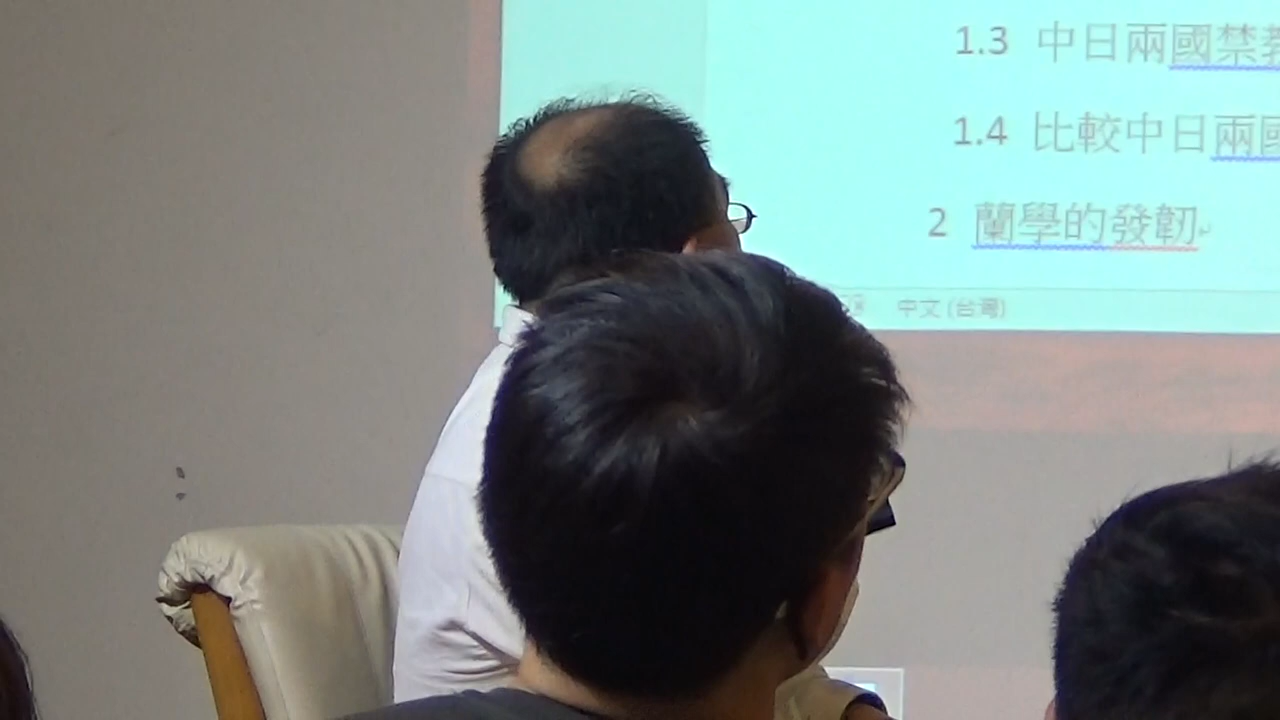 1.3 中日兩國禁教
1.4 比較中日兩國
2 蘭學的發軔
中文 (台灣)